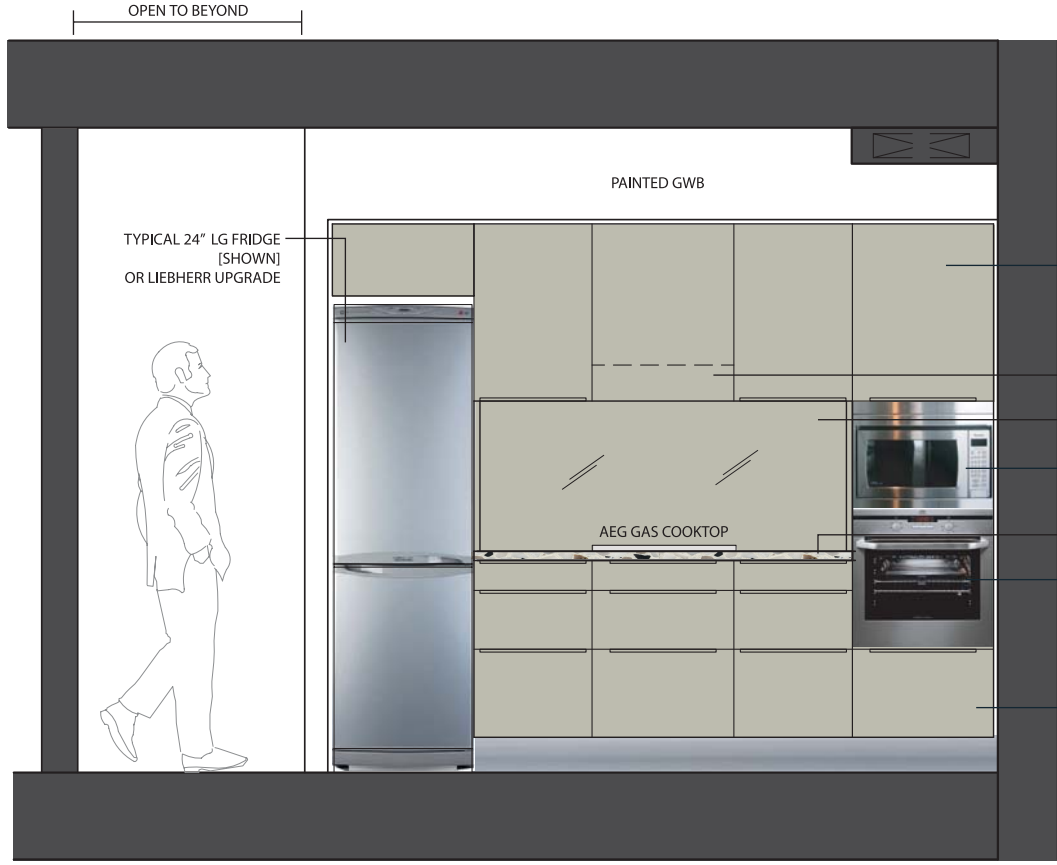 OPEN TO BEYOND
PAINTED GWB
TYPICAL 24” LG FRIDGE
[SHOWN]
OR LIEBHERR UPGRADE
AEG GAS COOKTOP